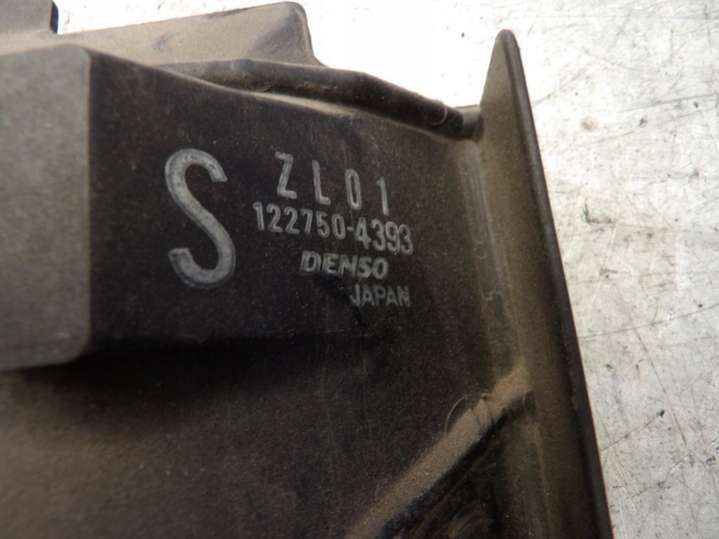 S
ZL01
122750-4393
DENSO
JAPAN